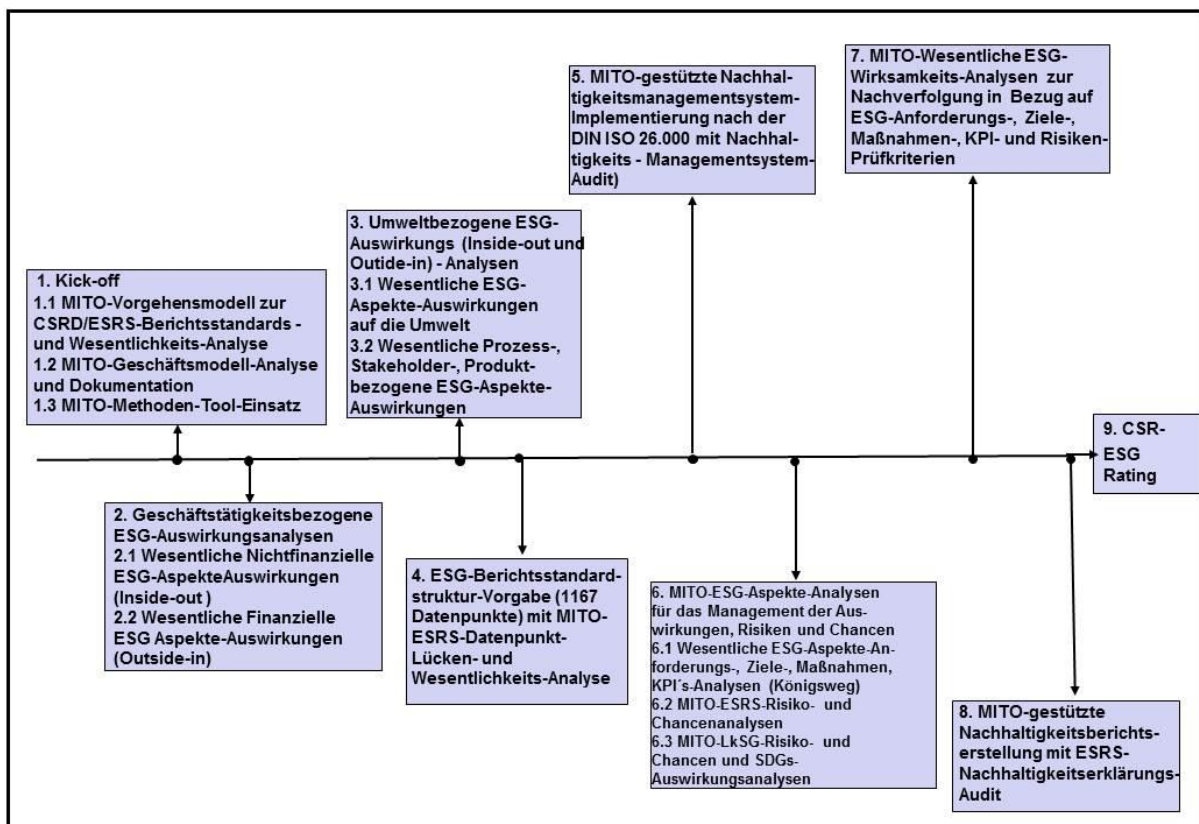 1. Kick-off
1.1 MITO-Vorgehensmodell zur
CSRD/ESRS-Berichtsstandards -
und Wesentlichkeits-Analyse
1.2 MITO-Geschäftsmodell-Analyse
und Dokumentation
1.3 MITO-Methoden-Tool-Einsatz
2. Geschäftstätigkeitsbezogene
ESG-Auswirkungsanalysen
2.1 Wesentliche Nichtfinanzielle
ESG-AspekteAuswirkungen
(Inside-out )
2.2 Wesentliche Finanzielle
ESG Aspekte-Auswirkungen
(Outside-in)
3. Umweltbezogene ESG-
Auswirkungs (Inside-out und
Outide-in) - Analysen
3.1 Wesentliche ESG-
Aspekte-Auswirkungen
auf die Umwelt
3.2 Wesentliche Prozess-,
Stakeholder-, Produkt-
bezogene ESG-Aspekte-
Auswirkungen
4. ESG-Berichtsstandard-
struktur-Vorgabe (1167
Datenpunkte) mit MITO-
ESRS-Datenpunkt-
Lücken- und
Wesentlichkeits-Analyse
5. MITO-gestützte Nachhal-
tigkeitsmanagementsystem-
Implementierung nach der
DIN ISO 26.000 mit Nachhal-
tigkeits - Managementsystem-
Audit)
6. MITO-ESG-Aspekte-Analysen
für das Management der Aus-
wirkungen, Risiken und Chancen
6.1 Wesentliche ESG-Aspekte-An-
forderungs-, Ziele-, Maßnahmen,
KPI´s-Analysen (Königsweg)
6.2 MITO-ESRS-Risiko- und
Chancenanalysen
6.3 MITO-LkSG-Risiko- und
Chancen und SDGs-
Auswirkungsanalysen
7. MITO-Wesentliche ESG-
Wirksamkeits-Analysen zur
Nachverfolgung in Bezug auf
ESG-Anforderungs-, Ziele-,
Maßnahmen-, KPI- und Risiken-
Prüfkriterien
8. MITO-gestützte
Nachhaltigkeitsberichts-
erstellung mit ESRS-
Nachhaltigkeitserklärungs-
Audit
9. CSR-
ESG
Rating